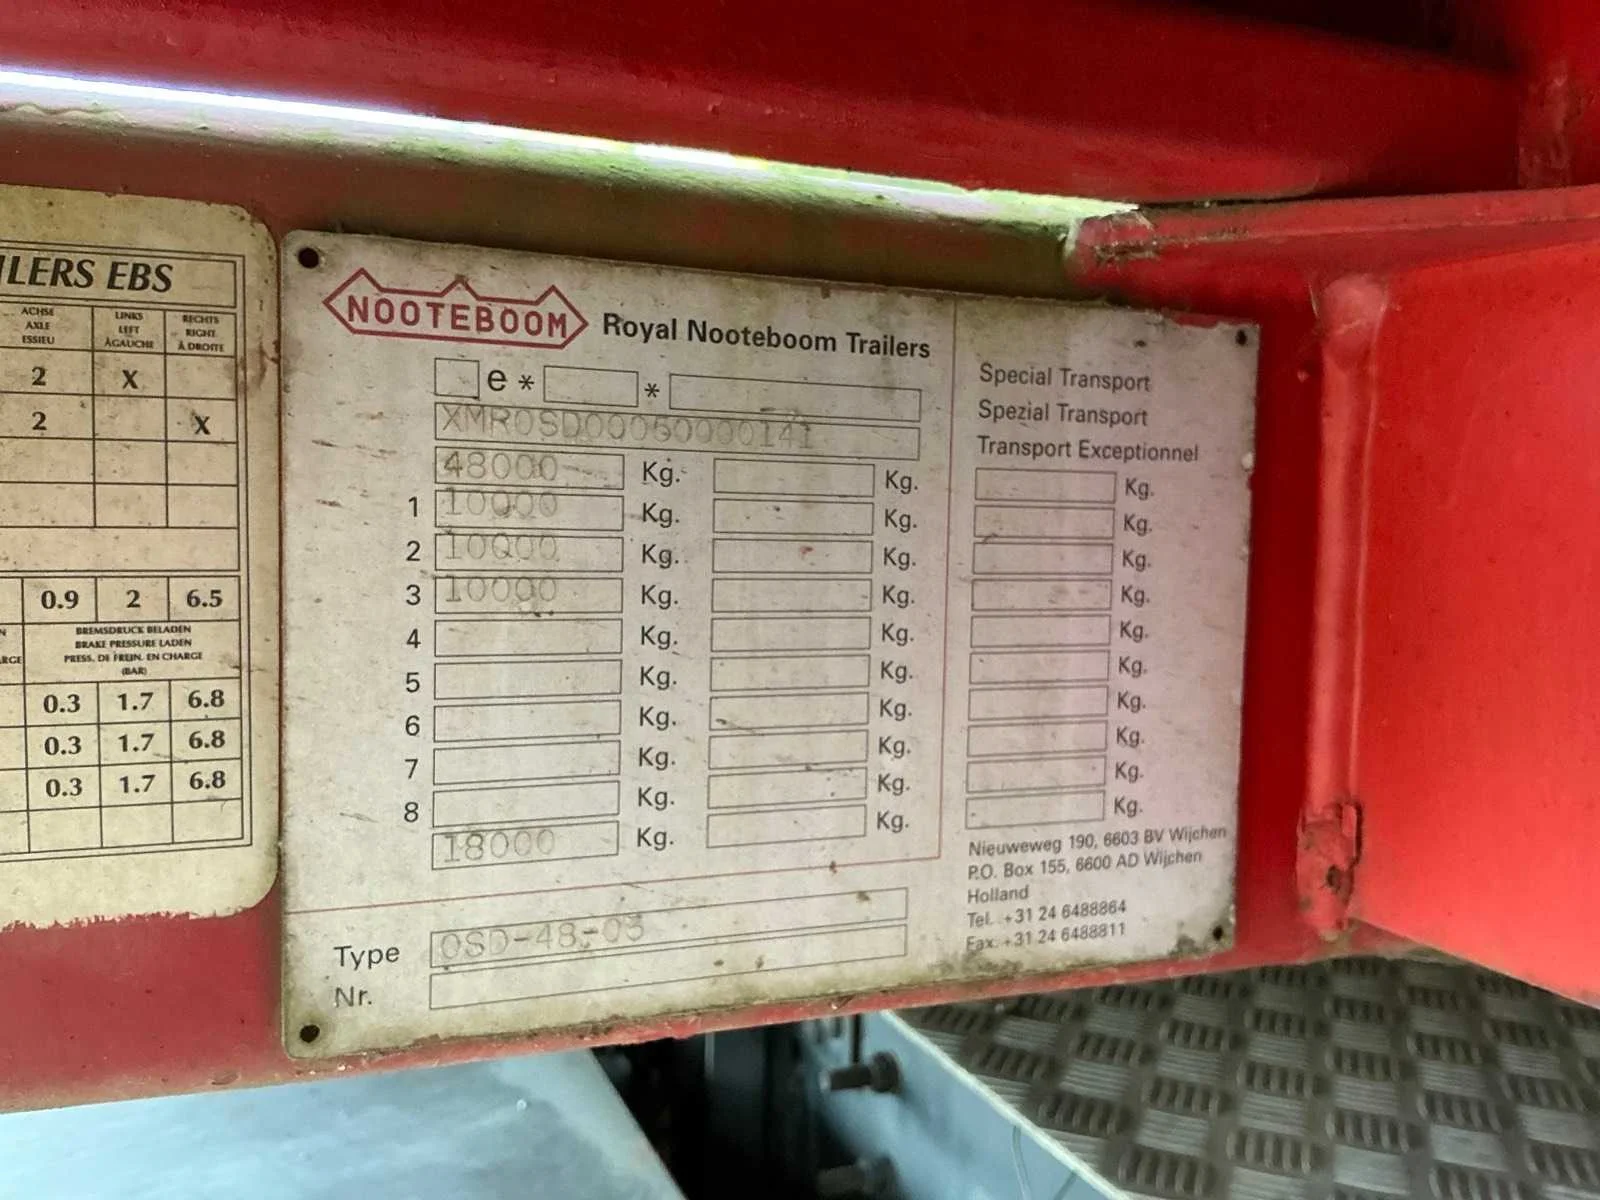 ILERS EBS
ACHSE AXLE ESSIEU
LINKS LEFT ÀGAUCHE
RECHTS RIGHT À DROITE
2 X
2 X
0.9 2 6.5
BREMSDRUCK BELADEN
BRAKE PRESSURE LADEN
PRESS. DE FREIN. EN CHARGE
(BAR)
0.3 1.7 6.8
0.3 1.7 6.8
0.3 1.7 6.8
NOOTEBOOM Royal Nooteboom Trailers
e * *
XMR0SD00050000141
48000 Kg. Kg.
1 10000 Kg. Kg.
2 10000 Kg. Kg.
3 10000 Kg. Kg.
4 Kg. Kg.
5 Kg. Kg.
6 Kg. Kg.
7 Kg. Kg.
8 Kg. Kg.
18000 Kg. Kg.
Type OSD-48-03
Nr.
Special Transport
Spezial Transport
Transport Exceptionnel
Kg.
Kg.
Kg.
Kg.
Kg.
Kg.
Kg.
Kg.
Kg.
Kg.
Nieuweweg 190, 6603 BV Wijchen
P.O. Box 155, 6600 AD Wijchen
Holland
Tel. +31 24 6488864
Fax. +31 24 6488811